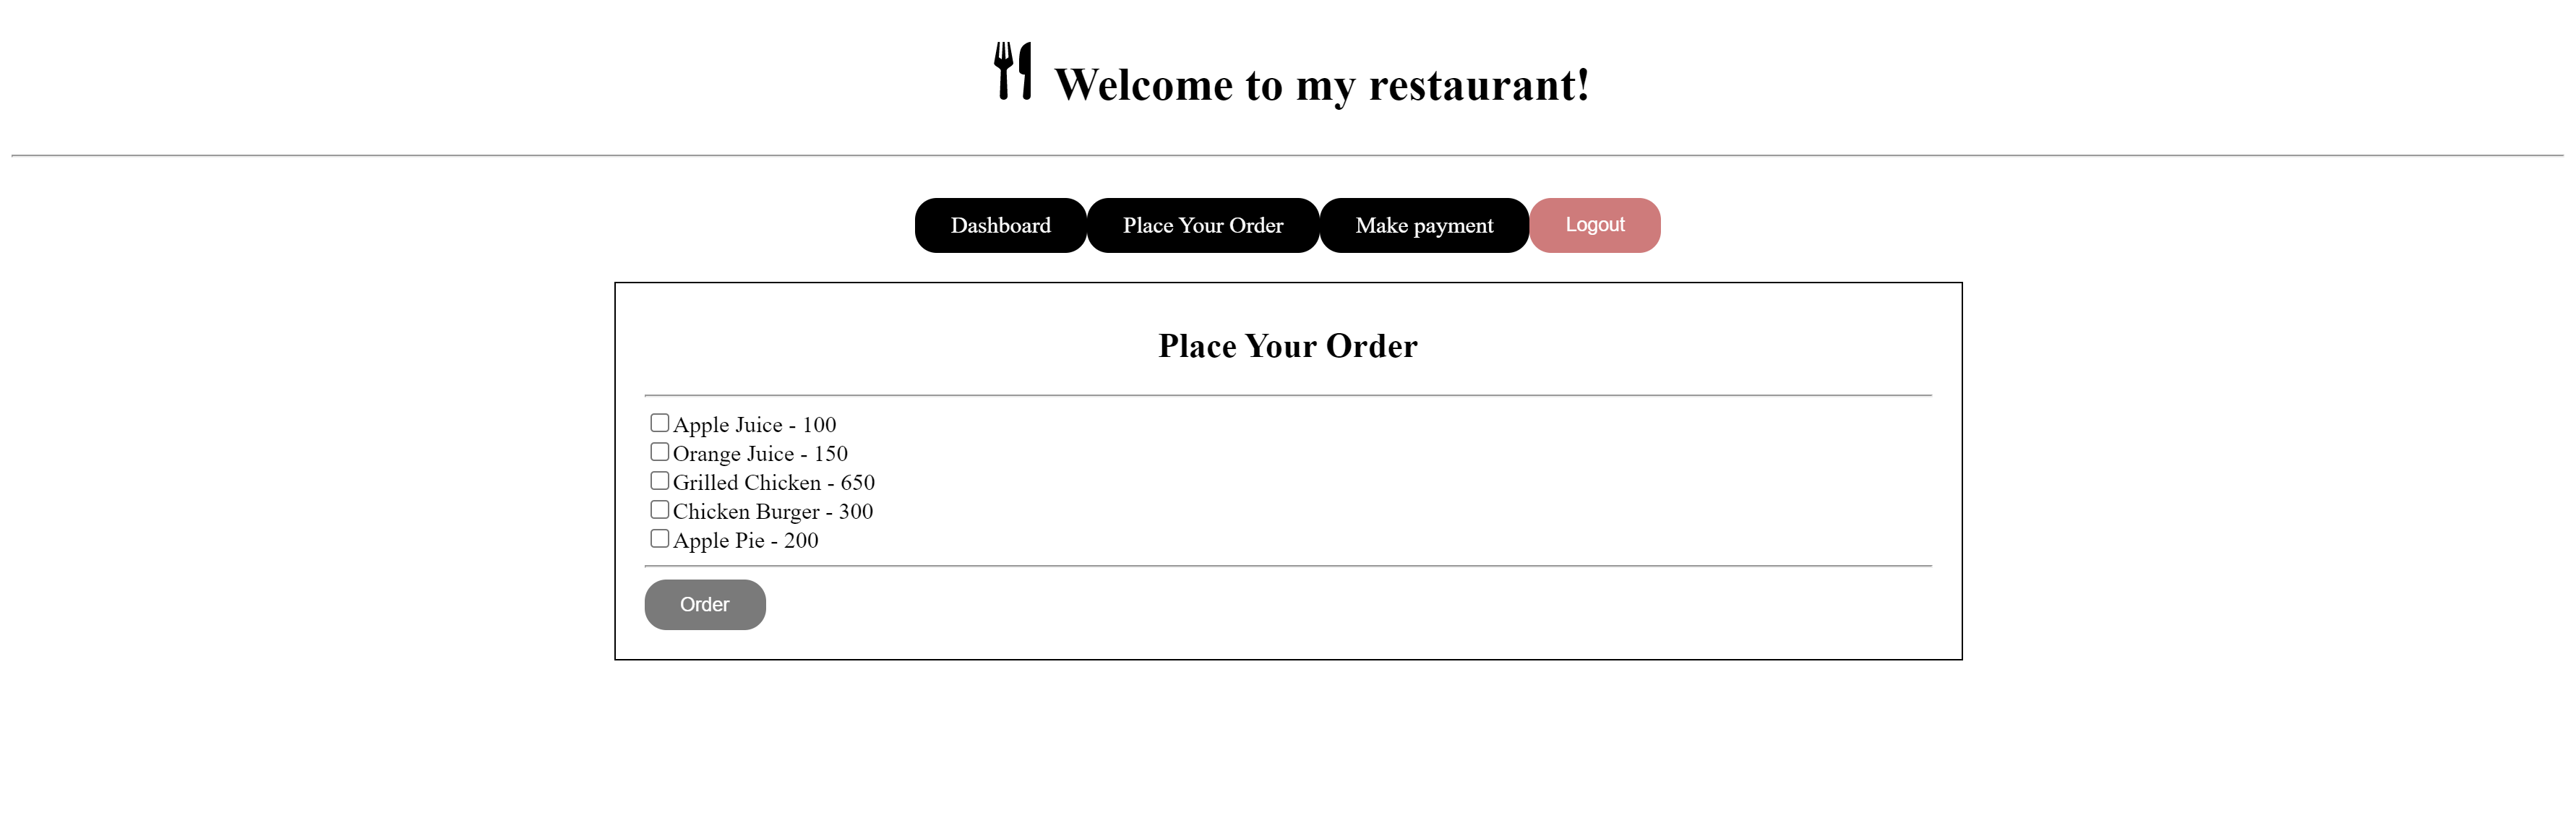 Welcome to my restaurant!
Dashboard Place Your Order Make payment Logout
Place Your Order
Apple Juice - 100
Orange Juice - 150
Grilled Chicken - 650
Chicken Burger - 300
Apple Pie - 200
Order